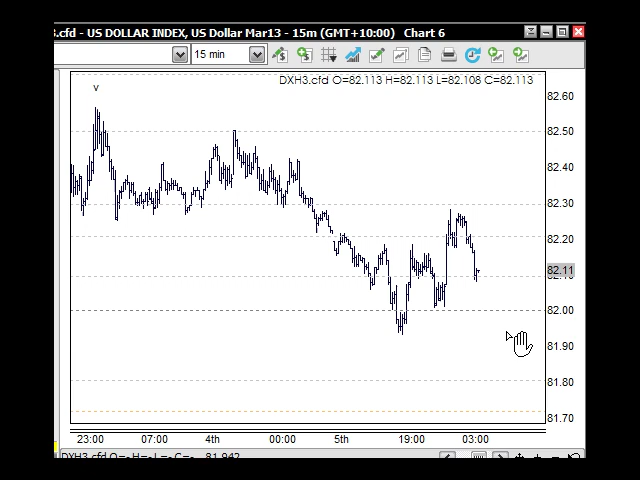 3.cfd - US DOLLAR INDEX, US Dollar Mar13 - 15m (GMT+10:00) Chart 6
15 min
DXH3.cfd O=82.113 H=82.113 L=82.108 C=82.113
v
82.60
82.50
82.40
82.30
82.20
82.11
82.00
81.90
81.80
81.70
23:00 07:00 4th 00:00 5th 19:00 03:00
DXH3.cfd O=- H=- L=- C=- 81.942